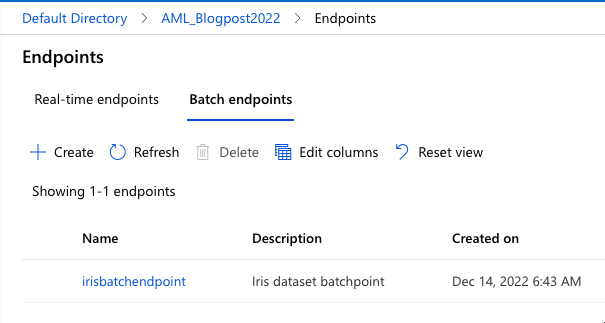 Default Directory > AML_Blogpost2022 > Endpoints
Endpoints
Real-time endpoints Batch endpoints
Create Refresh Delete Edit columns Reset view
Showing 1-1 endpoints
Name Description Created on
irisbatchendpoint Iris dataset batchpoint Dec 14, 2022 6:43 AM